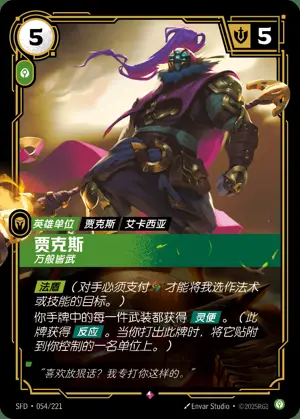 5
5
英雄单位 贾克斯 艾卡西亚
贾克斯
万般皆武
法盾（对手必须支付 才能将我选作法术
或技能的目标。）
你手牌中的每一件武装都获得 灵便。（此
牌获得 反应。当你打出此牌时，将它贴附
到你控制的一名单位上。）
“喜欢放狠话？我专打你这样的。”
SFD • 054/221
Envar Studio
©2025RGI